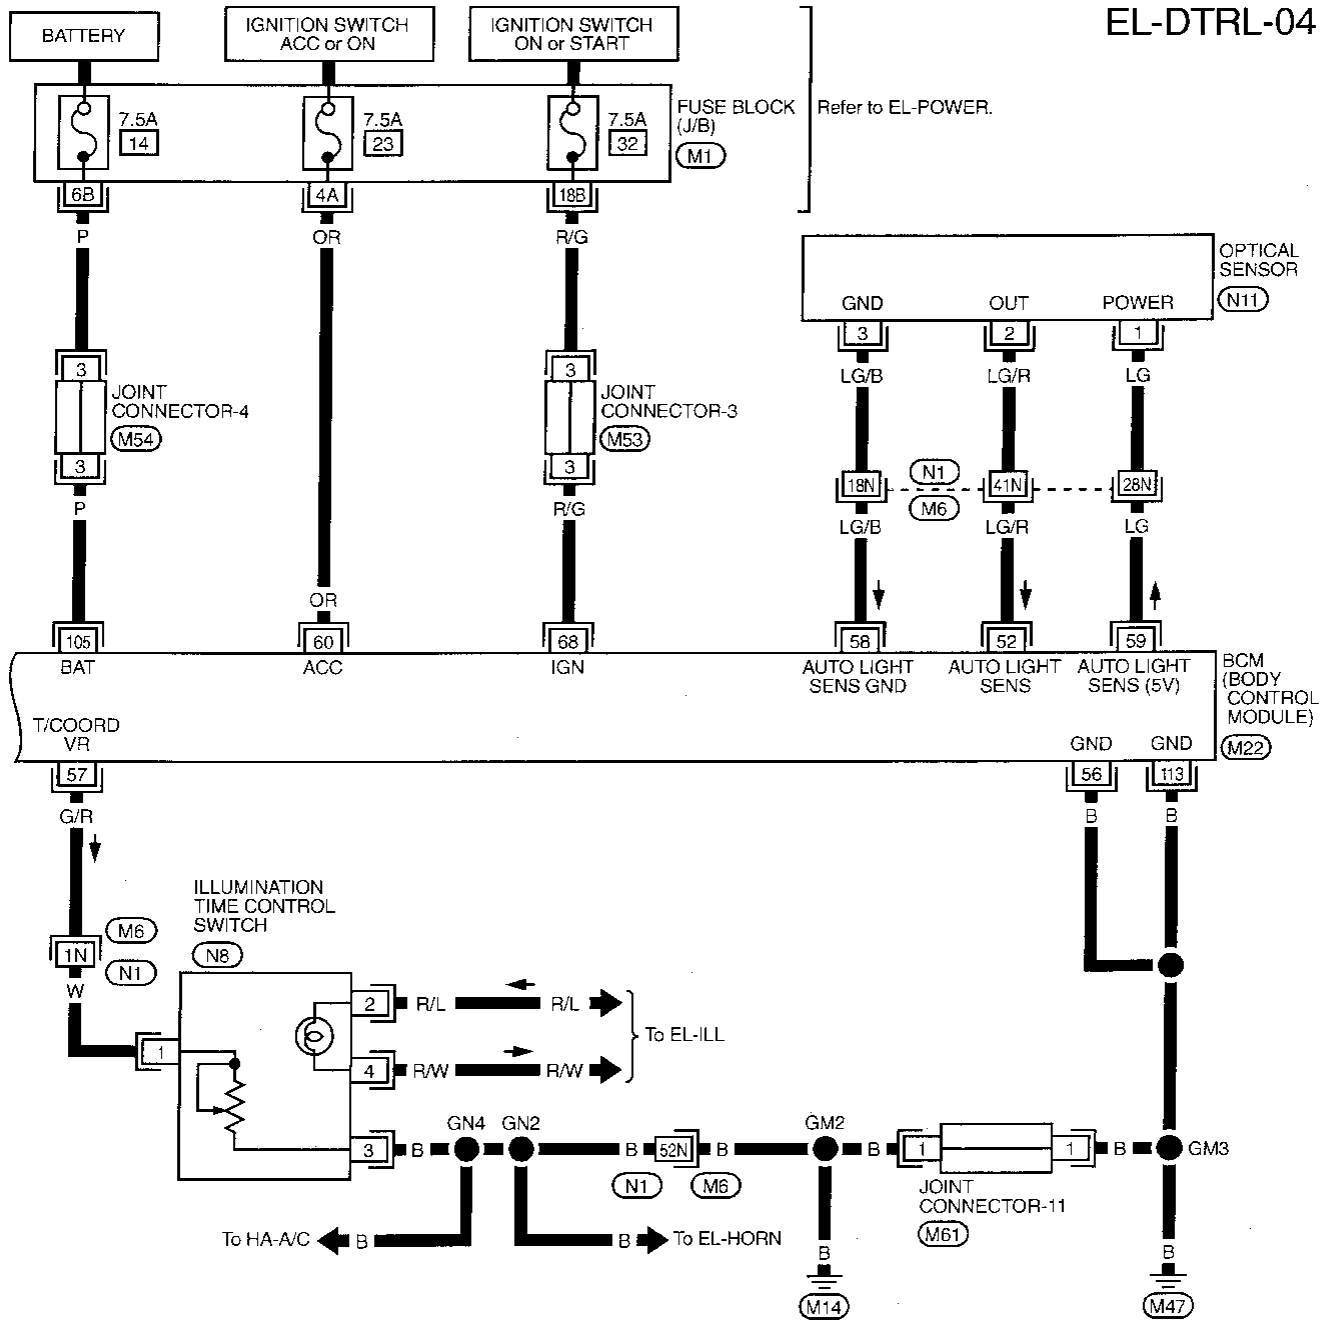 EL-DTRL-04
BATTERY
IGNITION SWITCH
ACC or ON
IGNITION SWITCH
ON or START
7.5A
14
7.5A
23
7.5A
32
FUSE BLOCK
(J/B)
M1
Refer to EL-POWER.
6B
4A
18B
P
OR
R/G
OPTICAL
SENSOR
N11
GND
OUT
POWER
3
2
1
LG/B
LG/R
LG
3
JOINT
CONNECTOR-4
M54
3
3
JOINT
CONNECTOR-3
M53
3
18N
N1
M6
41N
28N
P
R/G
LG/B
LG/R
LG
OR
105
60
68
58
52
59
BAT
ACC
IGN
AUTO LIGHT
SENS GND
AUTO LIGHT
SENS
AUTO LIGHT
SENS (5V)
BCM
(BODY
CONTROL
MODULE)
M22
T/COORD
VR
GND
GND
57
56
113
G/R
B
B
ILLUMINATION
TIME CONTROL
SWITCH
N8
M6
1N
N1
W
1
2
R/L
R/L
To EL-ILL
4
R/W
R/W
3
B
GN4
GN2
B
52N
B
N1
M6
GM2
B
1
1
B
GM3
JOINT
CONNECTOR-11
M61
To HA-A/C
B
B
To EL-HORN
B
M14
B
M47